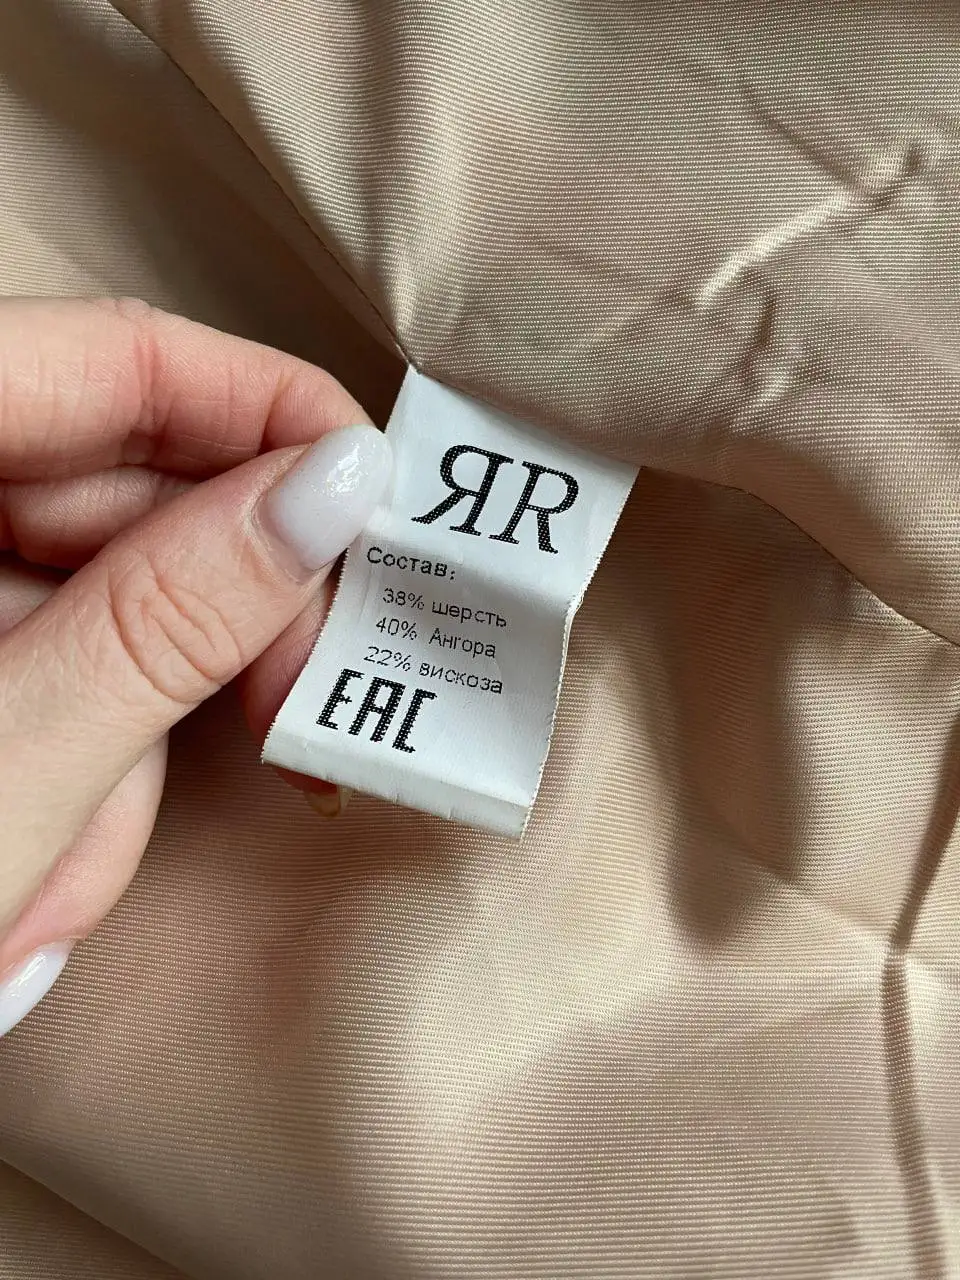 ЯR
Состав:
38% шерсть
40% Ангора
22% вискоза
EAC